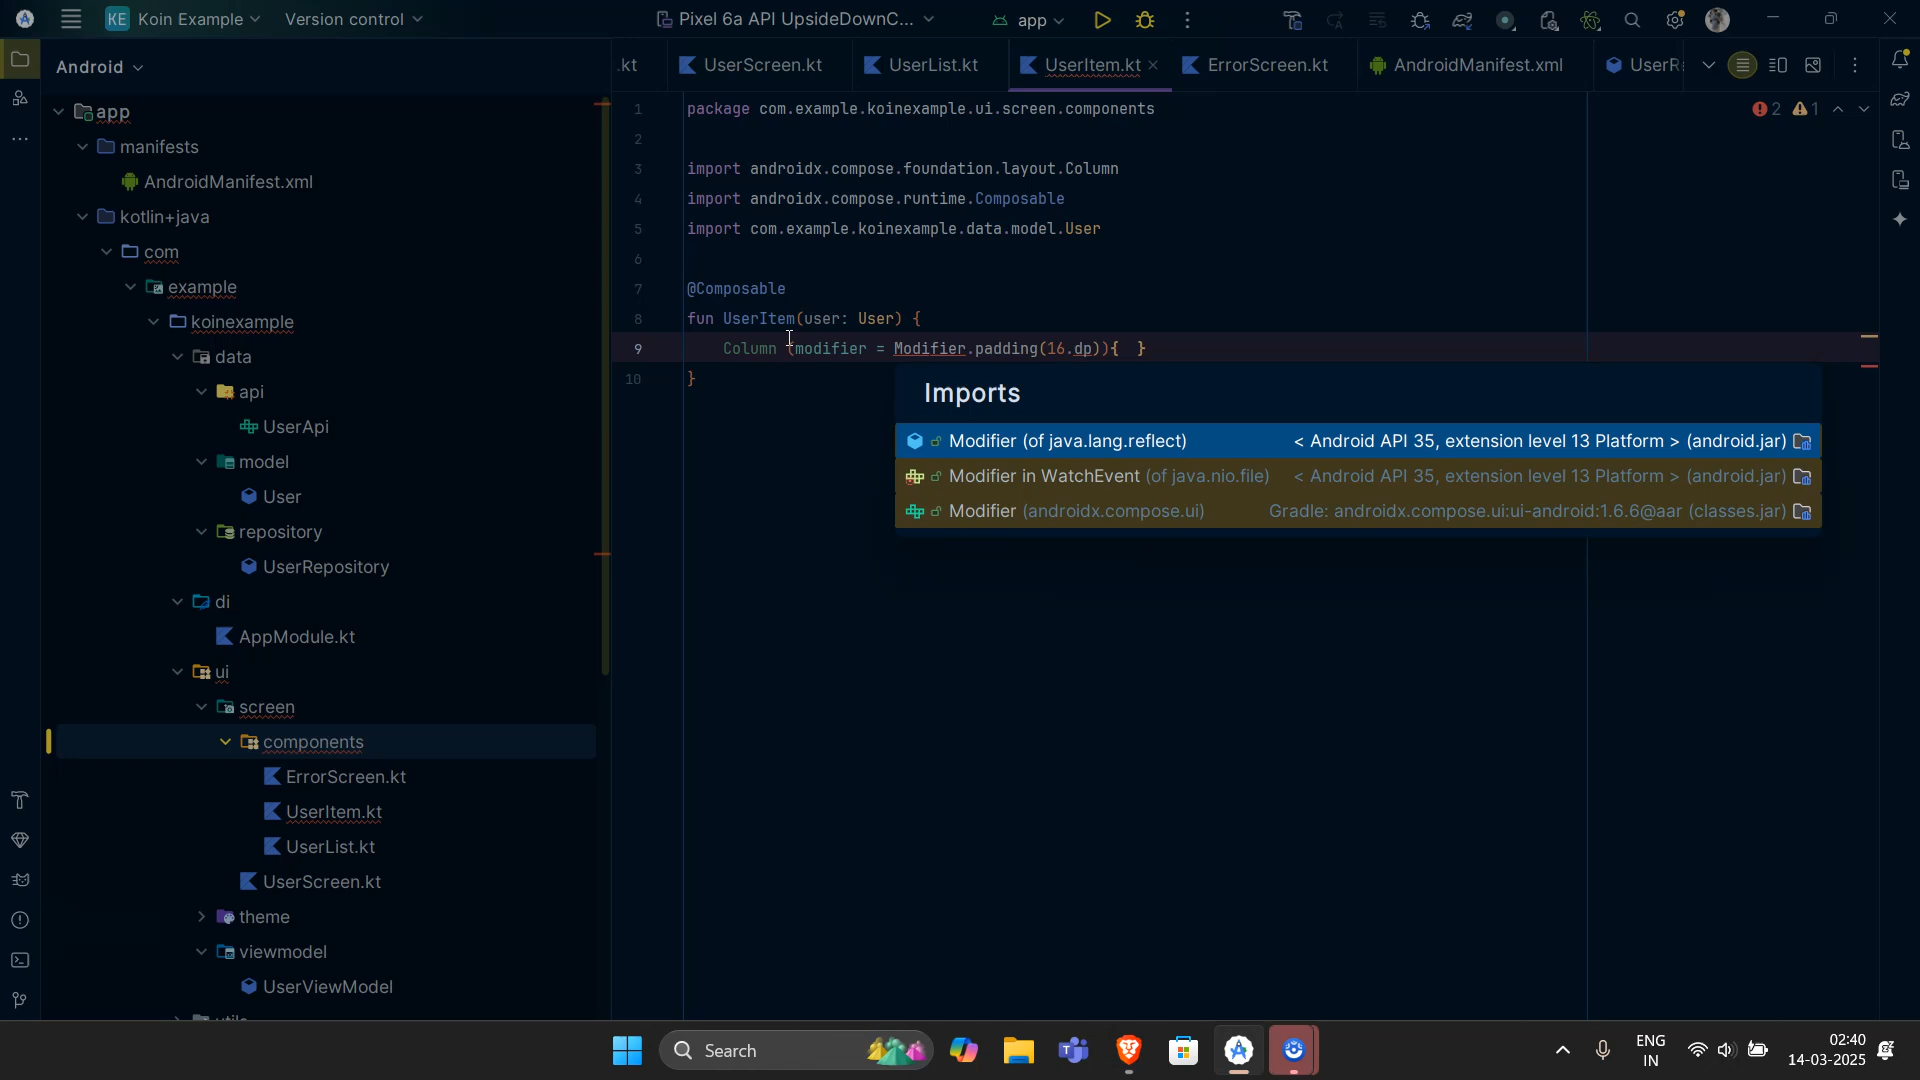 KE Koin Example Version control Pixel 6a API UpsideDownC... app
Android
.kt UserScreen.kt UserList.kt UserItem.kt ErrorScreen.kt AndroidManifest.xml
app
manifests
AndroidManifest.xml
kotlin+java
com
example
koinexample
data
api
UserApi
model
User
repository
UserRepository
di
AppModule.kt
ui
screen
components
ErrorScreen.kt
UserItem.kt
UserList.kt
UserScreen.kt
theme
viewmodel
UserViewModel
1 package com.example.koinexample.ui.screen.components
2 1
2
3 import androidx.compose.foundation.layout.Column
4 import androidx.compose.runtime.Composable
5 import com.example.koinexample.data.model.User
6
7 @Composable
8 fun UserItem(user: User) {
9 Column (modifier = Modifier.padding(16.dp)){ }
10 }
Imports
Modifier (of java.lang.reflect) < Android API 35, extension level 13 Platform > (android.jar)
Modifier in WatchEvent (of java.nio.file) < Android API 35, extension level 13 Platform > (android.jar)
Modifier (androidx.compose.ui) Gradle: androidx.compose.ui:ui-android:1.6.6@aar (classes.jar)
Search
ENG
IN
02:40
14-03-2025